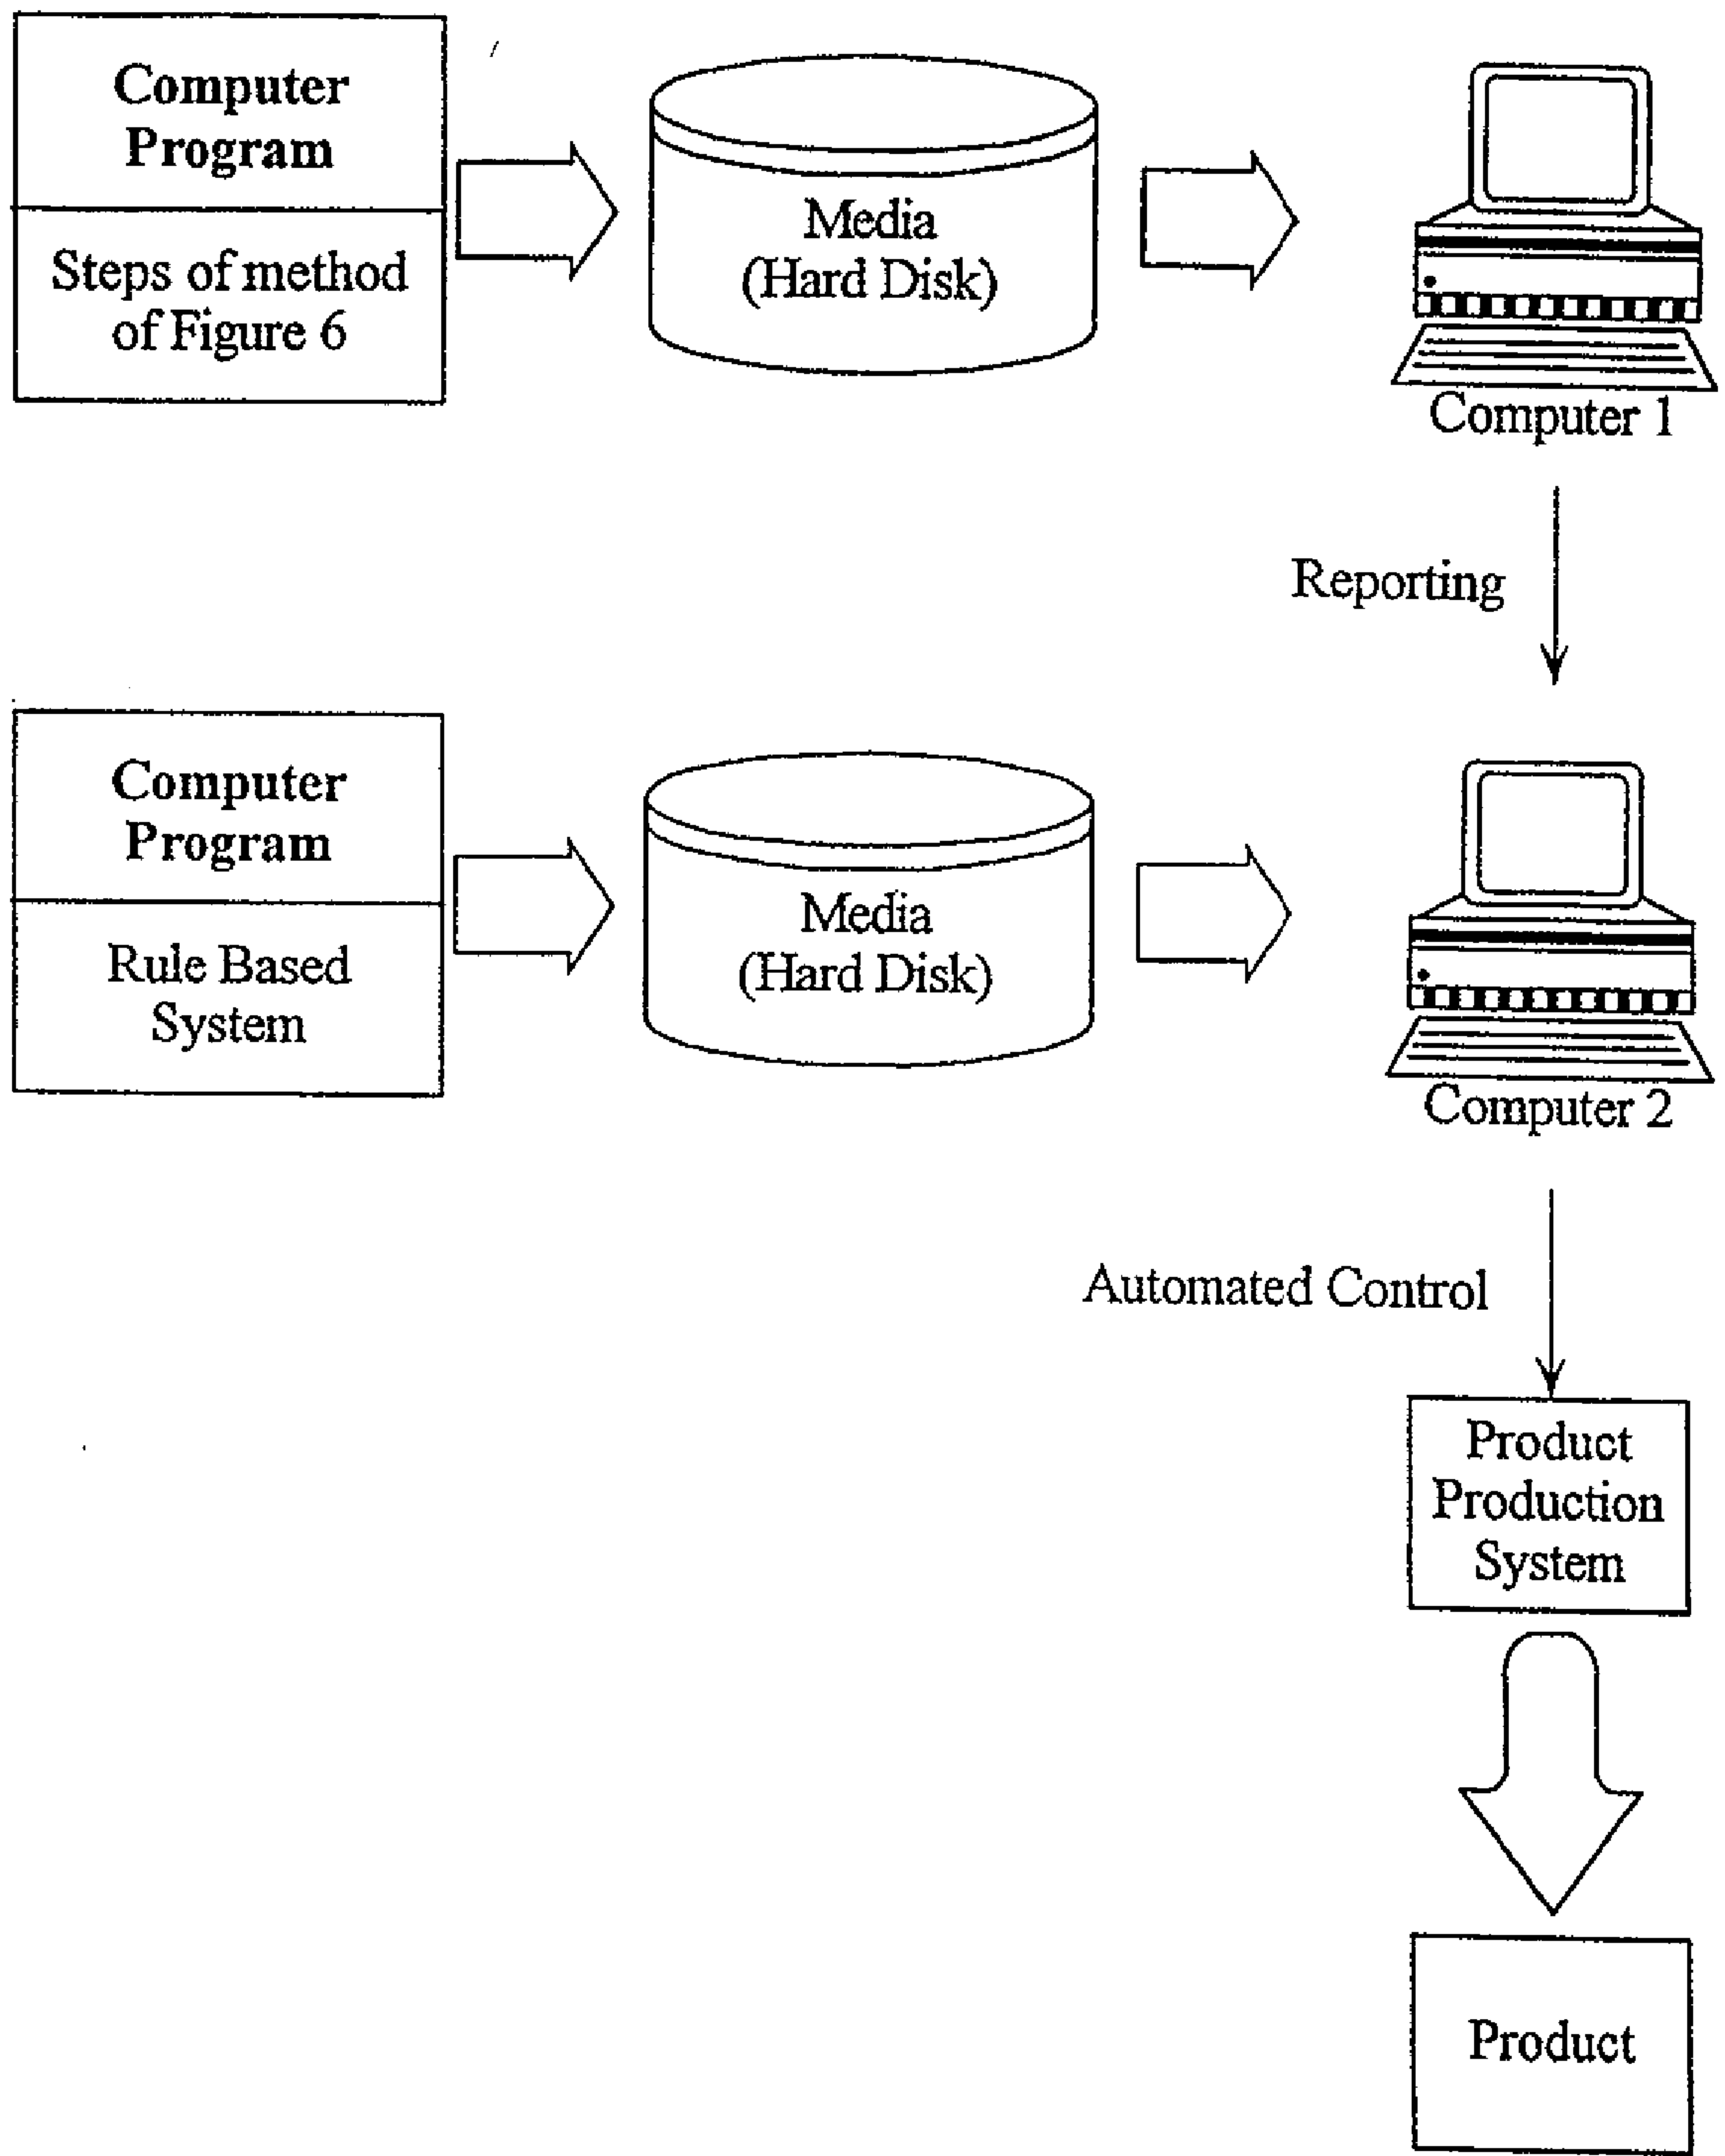 Computer
Program
Steps of method
of Figure 6
Media
(Hard Disk)
Computer 1
Reporting
Computer
Program
Rule Based
System
Media
(Hard Disk)
Computer 2
Automated Control
Product
Production
System
Product